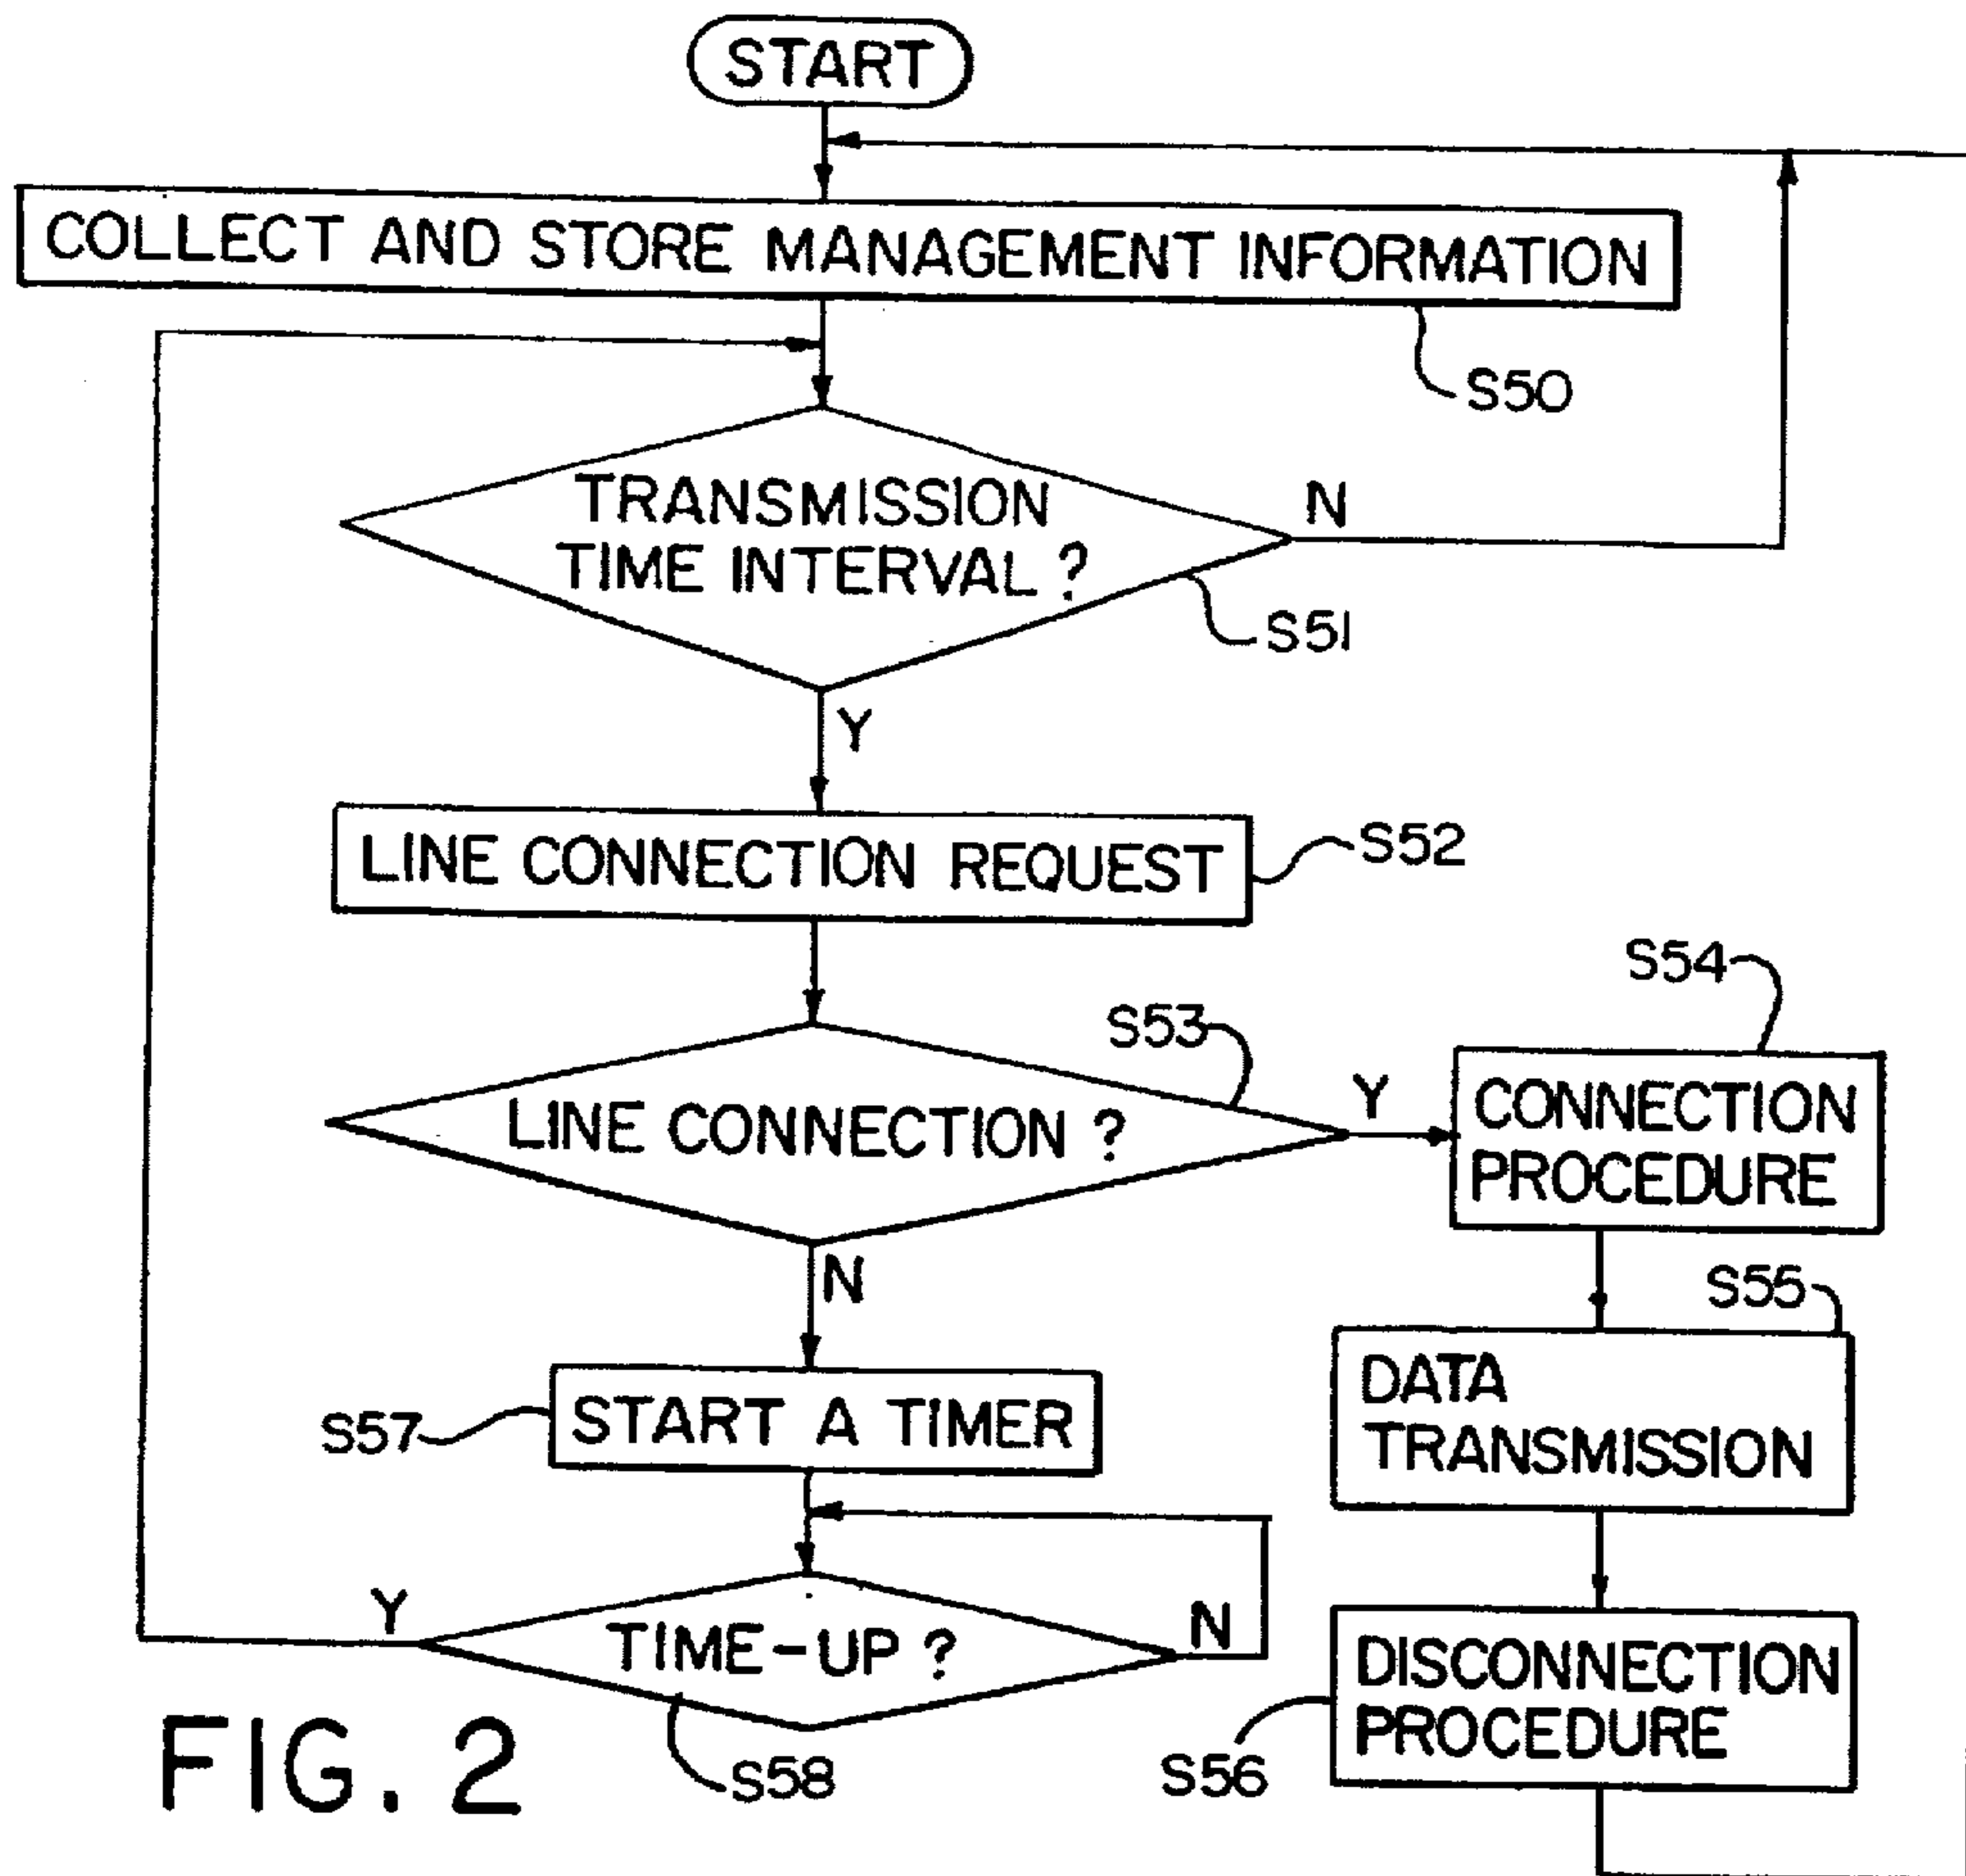 START
COLLECT AND STORE MANAGEMENT INFORMATION
S50
TRANSMISSION
TIME INTERVAL ?
N
S51
Y
LINE CONNECTION REQUEST
S52
S54
S53
LINE CONNECTION ?
Y
CONNECTION
PROCEDURE
N
S55
DATA
TRANSMISSION
START A TIMER
S57
Y
TIME-UP ?
N
DISCONNECTION
PROCEDURE
S56
S58
FIG. 2